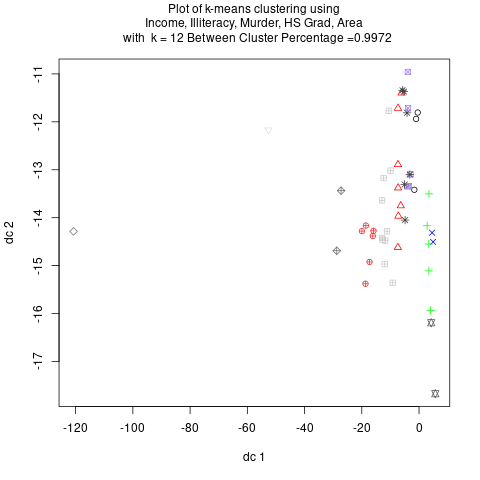 Plot of k-means clustering using
Income, Illiteracy, Murder, HS Grad, Area
with k = 12 Between Cluster Percentage =0.9972
dc 2
-11
-12
-13
-14
-15
-16
-17
-120
-100
-80
-60
-40
-20
0
dc 1